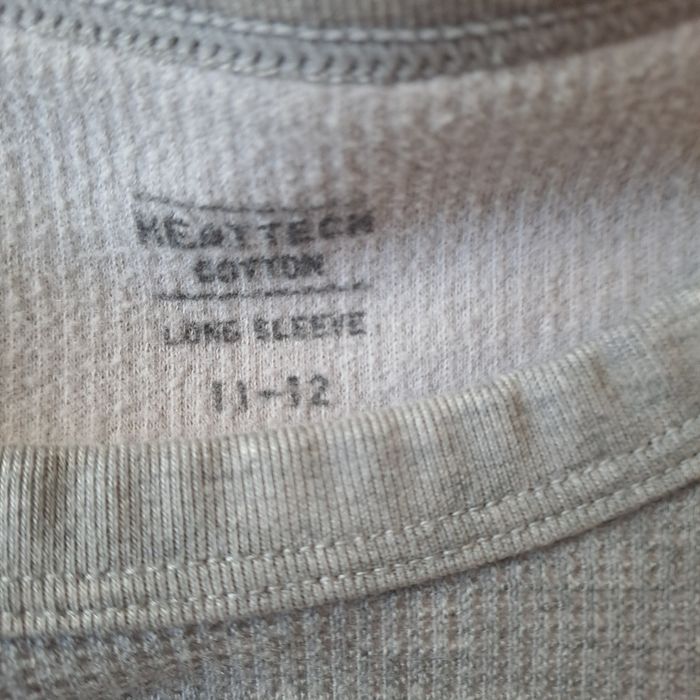 HEATTECH
COTTON
LONG SLEEVE
11-12